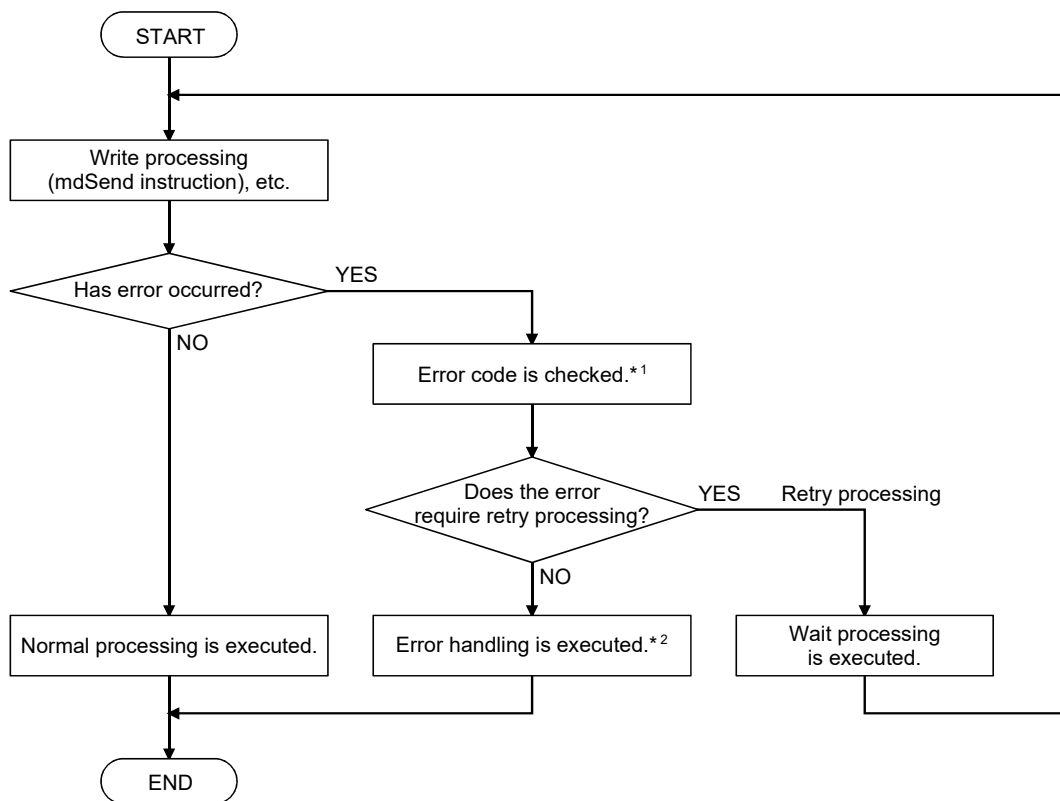 START
Write processing
(mdSend instruction), etc.
Has error occurred?
YES
NO
Error code is checked.*1
Does the error
require retry processing?
YES
Retry processing
NO
Normal processing is executed.
Error handling is executed.*2
Wait processing
is executed.
END